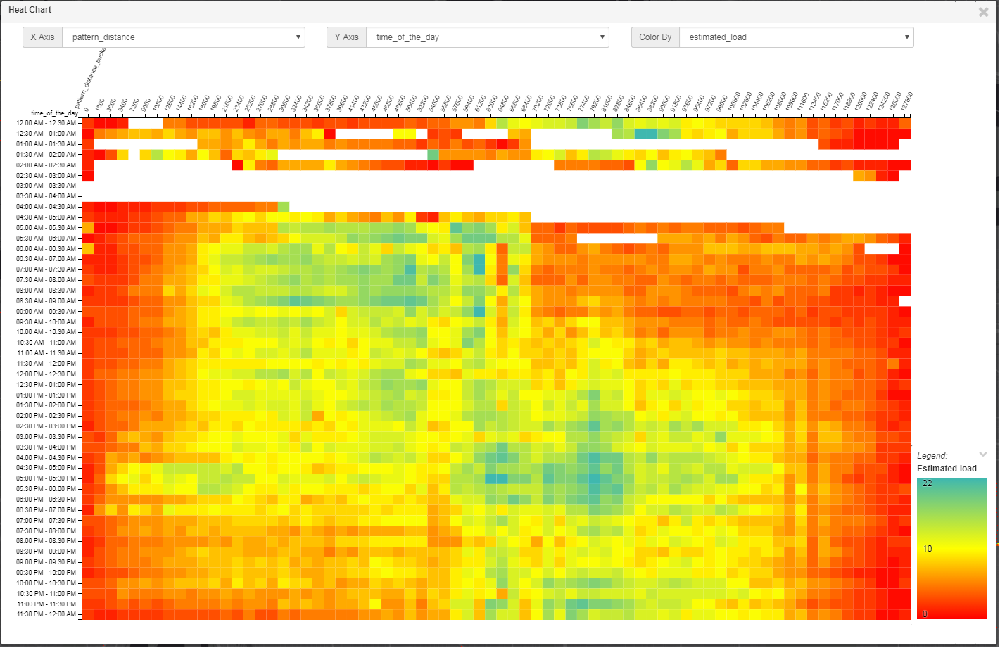 Heat Chart
X Axis pattern_distance Y Axis time_of_the_day Color By estimated_load
pattern_distance_bucke
0 1800 3600 5400 7200 9000 10800 12600 14400 16200 18000 19800 21600 23400 25200 27000 28800 30600 32400 34200 36000 37800 39600 41400 43200 45000 46800 48600 50400 52200 54000 55800 57600 59400 61200 63000 64800 66600 68400 70200 72000 73800 75600 77400 79200 81000 82800 84600 86400 88200 90000 91800 93600 95400 97200 99000 100800 102600 104400 106200 108000 109800 111600 113400 115200 117000 118800 120600 122400 124200 126000 127800
time_of_the_day
12:00 AM - 12:30 AM
12:30 AM - 01:00 AM
01:00 AM - 01:30 AM
01:30 AM - 02:00 AM
02:00 AM - 02:30 AM
02:30 AM - 03:00 AM
03:00 AM - 03:30 AM
03:30 AM - 04:00 AM
04:00 AM - 04:30 AM
04:30 AM - 05:00 AM
05:00 AM - 05:30 AM
05:30 AM - 06:00 AM
06:00 AM - 06:30 AM
06:30 AM - 07:00 AM
07:00 AM - 07:30 AM
07:30 AM - 08:00 AM
08:00 AM - 08:30 AM
08:30 AM - 09:00 AM
09:00 AM - 09:30 AM
09:30 AM - 10:00 AM
10:00 AM - 10:30 AM
10:30 AM - 11:00 AM
11:00 AM - 11:30 AM
11:30 AM - 12:00 PM
12:00 PM - 12:30 PM
12:30 PM - 01:00 PM
01:00 PM - 01:30 PM
01:30 PM - 02:00 PM
02:00 PM - 02:30 PM
02:30 PM - 03:00 PM
03:00 PM - 03:30 PM
03:30 PM - 04:00 PM
04:00 PM - 04:30 PM
04:30 PM - 05:00 PM
05:00 PM - 05:30 PM
05:30 PM - 06:00 PM
06:00 PM - 06:30 PM
06:30 PM - 07:00 PM
07:00 PM - 07:30 PM
07:30 PM - 08:00 PM
08:00 PM - 08:30 PM
08:30 PM - 09:00 PM
09:00 PM - 09:30 PM
09:30 PM - 10:00 PM
10:00 PM - 10:30 PM
10:30 PM - 11:00 PM
11:00 PM - 11:30 PM
11:30 PM - 12:00 AM
Legend:
Estimated load
22
10
0